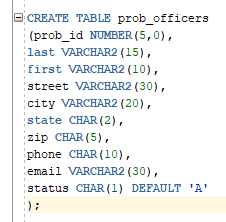 CREATE TABLE prob_officers
(prob_id NUMBER(5,0),
last VARCHAR2(15),
first VARCHAR2(10),
street VARCHAR2(30),
city VARCHAR2(20),
state CHAR(2),
zip CHAR(5),
phone CHAR(10),
email VARCHAR2(30),
status CHAR(1) DEFAULT 'A'
);